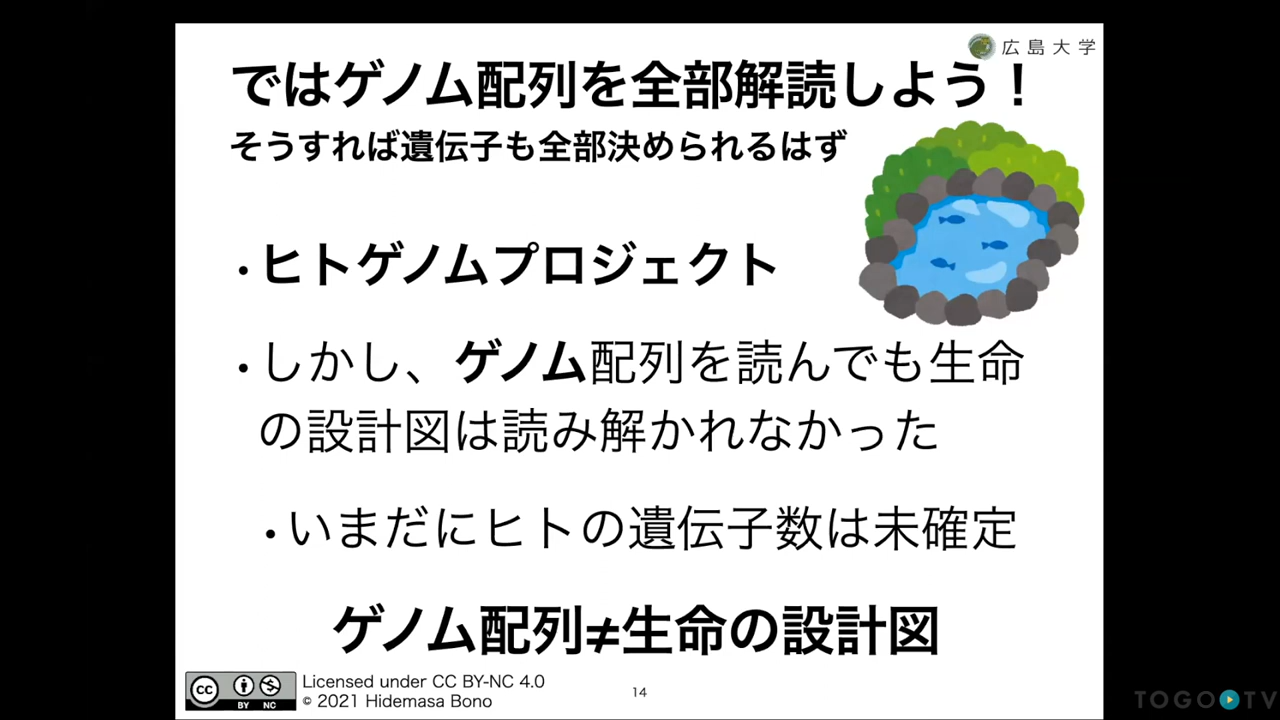 広島大学
ではゲノム配列を全部解読しよう！
そうすれば遺伝子も全部決められるはず
・ヒトゲノムプロジェクト
・しかし、ゲノム配列を読んでも生命
の設計図は読み解かれなかった
・いまだにヒトの遺伝子数は未確定
ゲノム配列≠生命の設計図
cc BY NC
Licensed under CC BY-NC 4.0
© 2021 Hidemasa Bono
14
TOGO TV